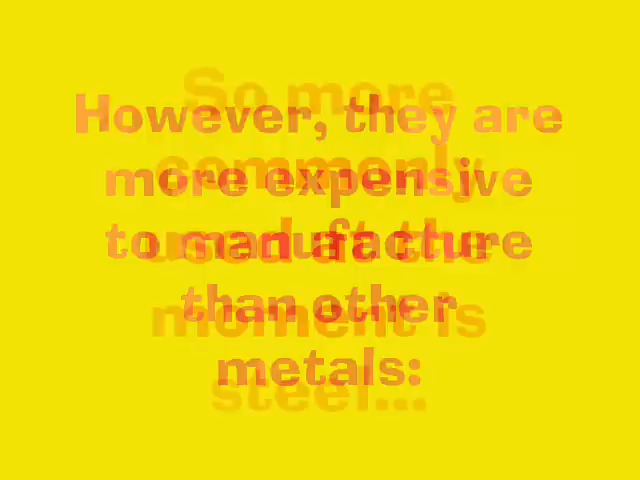 However, they are
more expensive
to manufacture
than other
metals:
So more
commonly
used at the
moment is
steel...